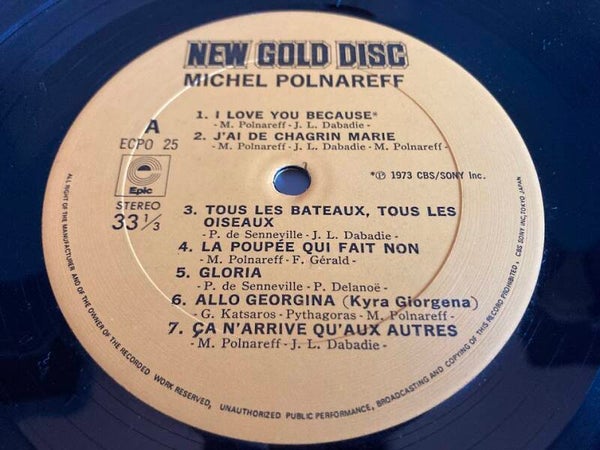 NEW GOLD DISC
MICHEL POLNAREFF
A
ECPO 25
Epic
STEREO
33 1/3
1. I LOVE YOU BECAUSE*
- M. Polnareff - J. L. Dabadie -
2. J'AI DE CHAGRIN MARIE
- M. Polnareff - J. L. Dabadie - M. Polnareff -
*℗ 1973 CBS/SONY Inc.
3. TOUS LES BATEAUX, TOUS LES
OISEAUX
- P. de Senneville - J. L. Dabadie -
4. LA POUPÉE QUI FAIT NON
- M. Polnareff - F. Gérald -
5. GLORIA
- P. de Senneville - P. Delanoë -
6. ALLO GEORGINA (Kyra Giorgena)
- G. Katsaros - Pythagoras - M. Polnareff -
7. ÇA N'ARRIVE QU'AUX AUTRES
- M. Polnareff - J. L. Dabadie -
ALL RIGHT OF THE MANUFACTURER AND OF THE OWNER OF THE RECORDED WORK RESERVED, UNAUTHORIZED PUBLIC PERFORMANCE, BROADCASTING AND COPYING OF THIS RECORD PROHIBITED. CBS SONY INC, TOKYO JAPAN